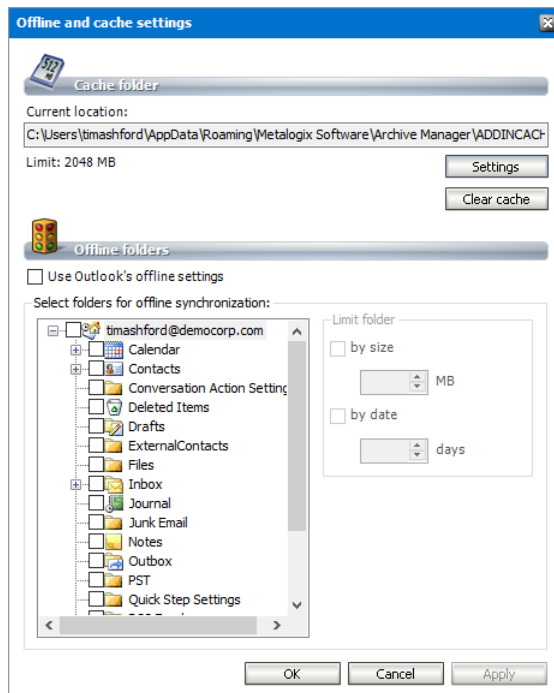 Offline and cache settings
512
MB
Cache folder
Current location:
C:\Users\timashford\AppData\Roaming\Metalogix Software\Archive Manager\ADDINCACH
Limit: 2048 MB
Settings
Clear cache
Offline folders
Use Outlook's offline settings
Select folders for offline synchronization:
timashford@democorp.com
Calendar
Contacts
Conversation Action Setting
Deleted Items
Drafts
ExternalContacts
Files
Inbox
Journal
Junk Email
Notes
Outbox
PST
Quick Step Settings
Limit folder
by size
MB
by date
days
OK
Cancel
Apply